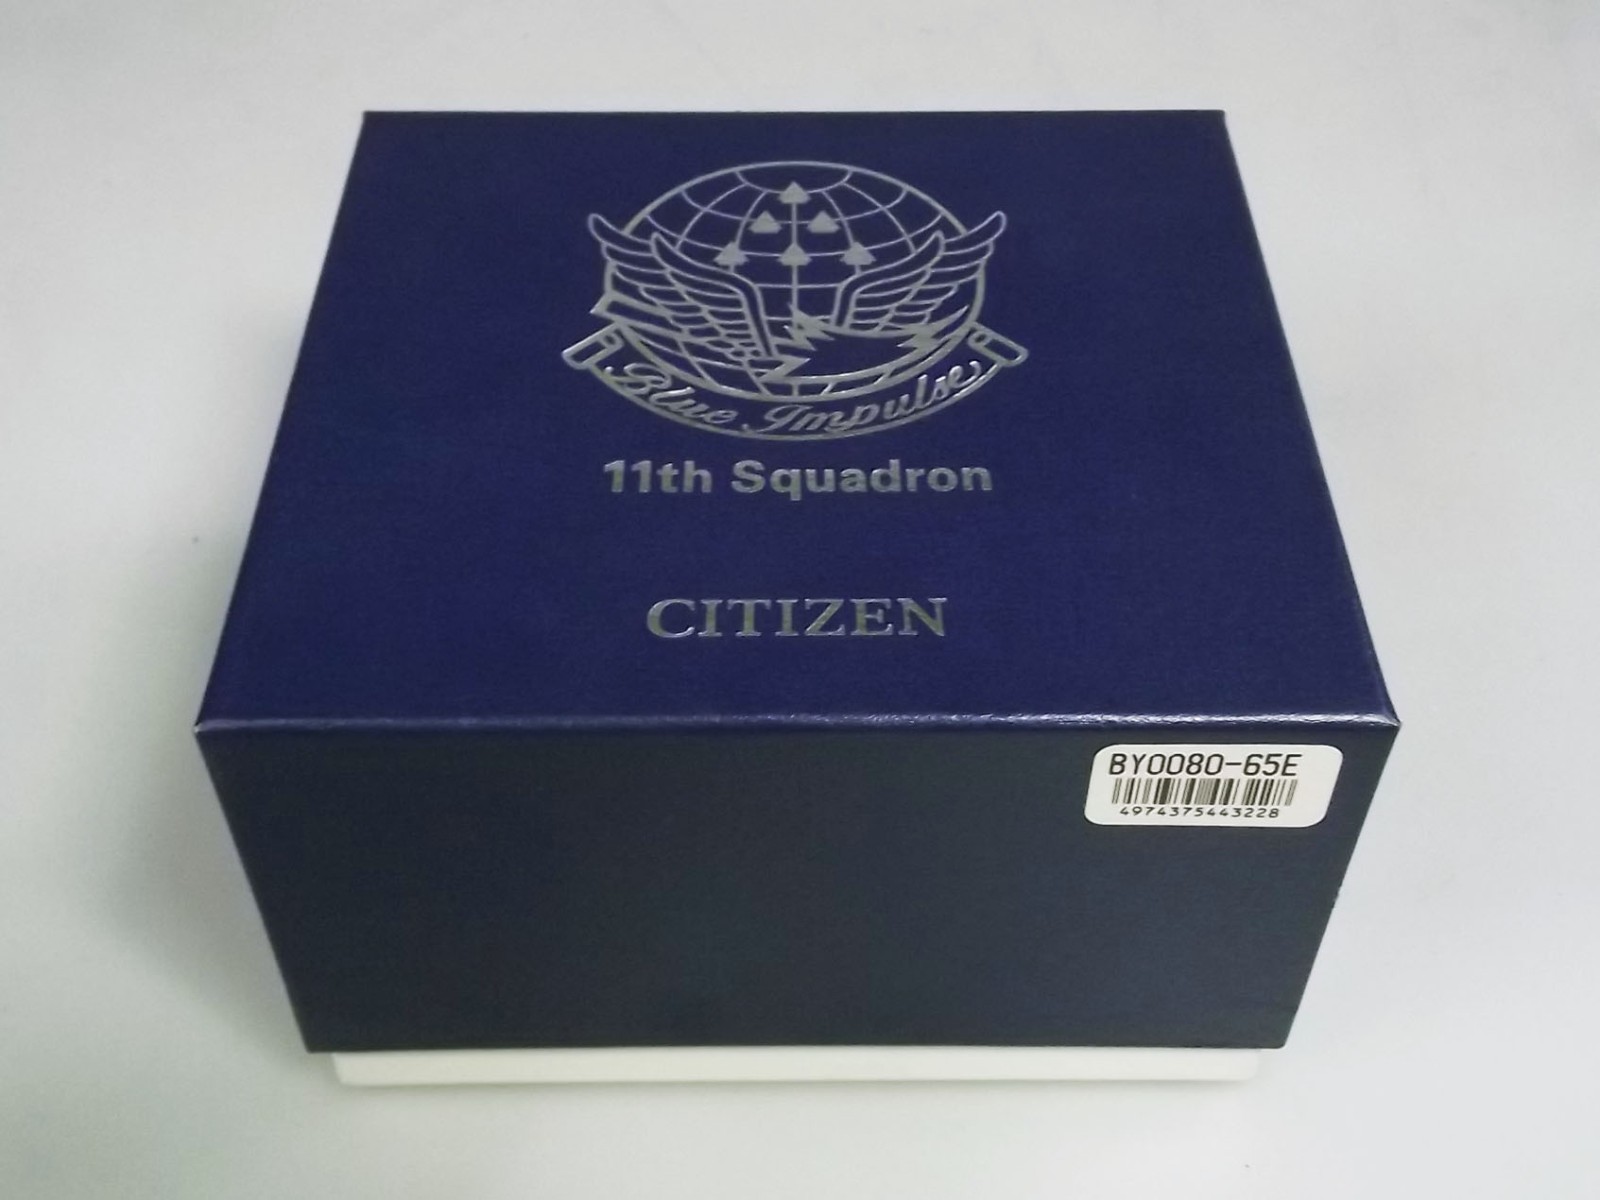 Blue Impulse
11th Squadron
CITIZEN
BY0080-65E
4974375443228